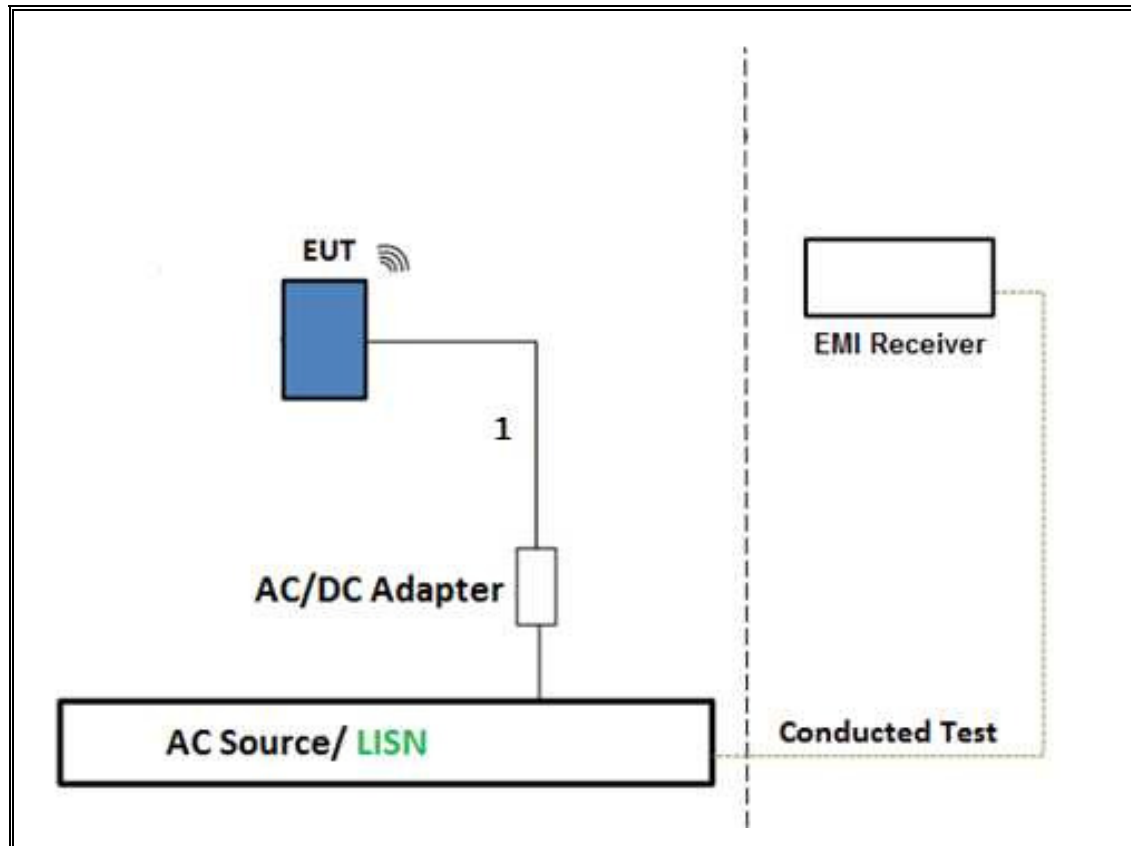 EUT
EMI Receiver
1
AC/DC Adapter
AC Source/ LISN
Conducted Test